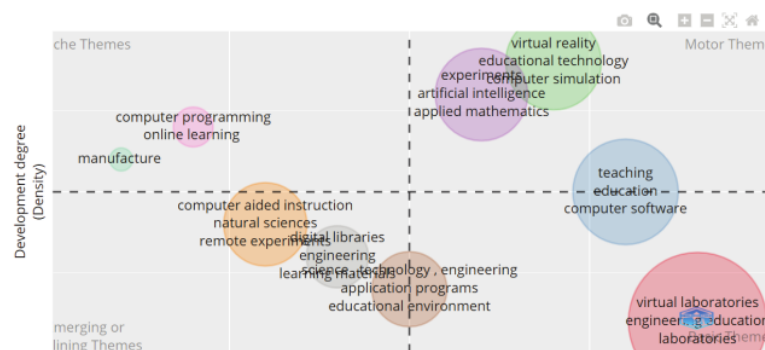 che Themes
Motor Them
virtual reality
educational technology
computer simulation
experiments
artificial intelligence
applied mathematics
computer programming
online learning
manufacture
Development degree
(Density)
teaching
education
computer software
computer aided instruction
natural sciences
remote experiments
digital libraries
engineering
science
learning materials
technology , engineering
application programs
educational environment
virtual laboratories
engineering education
laboratories
Basic Theme
merging or
lining Themes